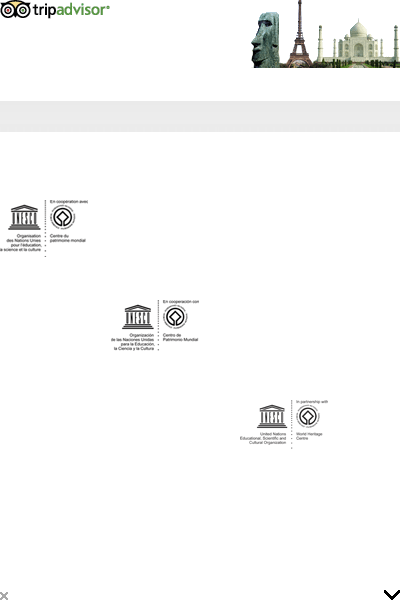 tripadvisor®
En coopération avec
UNESCO
Organisation
des Nations Unies
pour l'éducation,
la science et la culture
Centre du
patrimoine mondial
En cooperación con
UNESCO
Organización
de las Naciones Unidas
para la Educación,
la Ciencia y la Cultura
Centro de
Patrimonio Mundial
In partnership with
UNESCO
United Nations
Educational, Scientific and
Cultural Organization
World Heritage
Centre